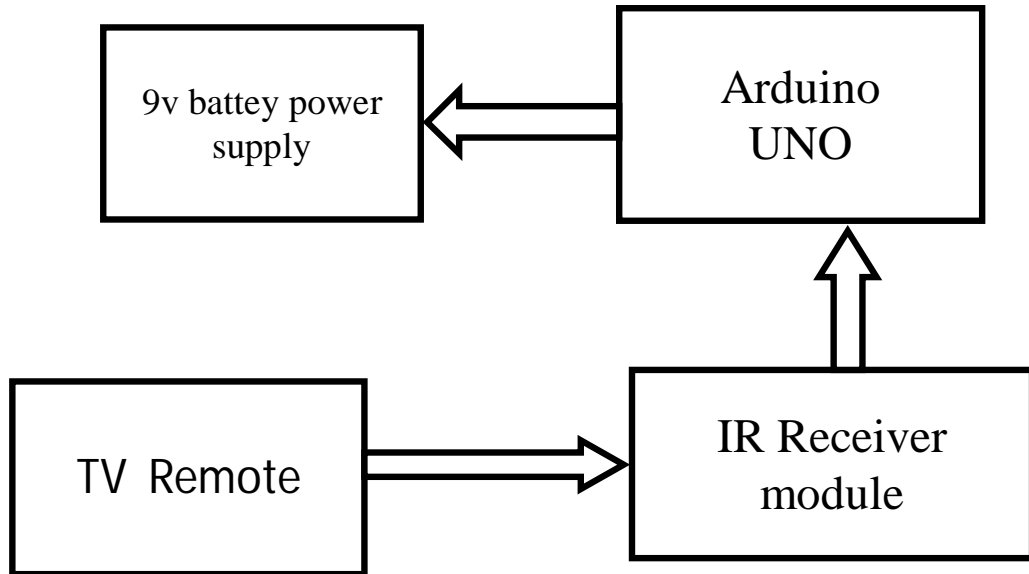 9v battey power
supply
Arduino
UNO
TV Remote
IR Receiver
module